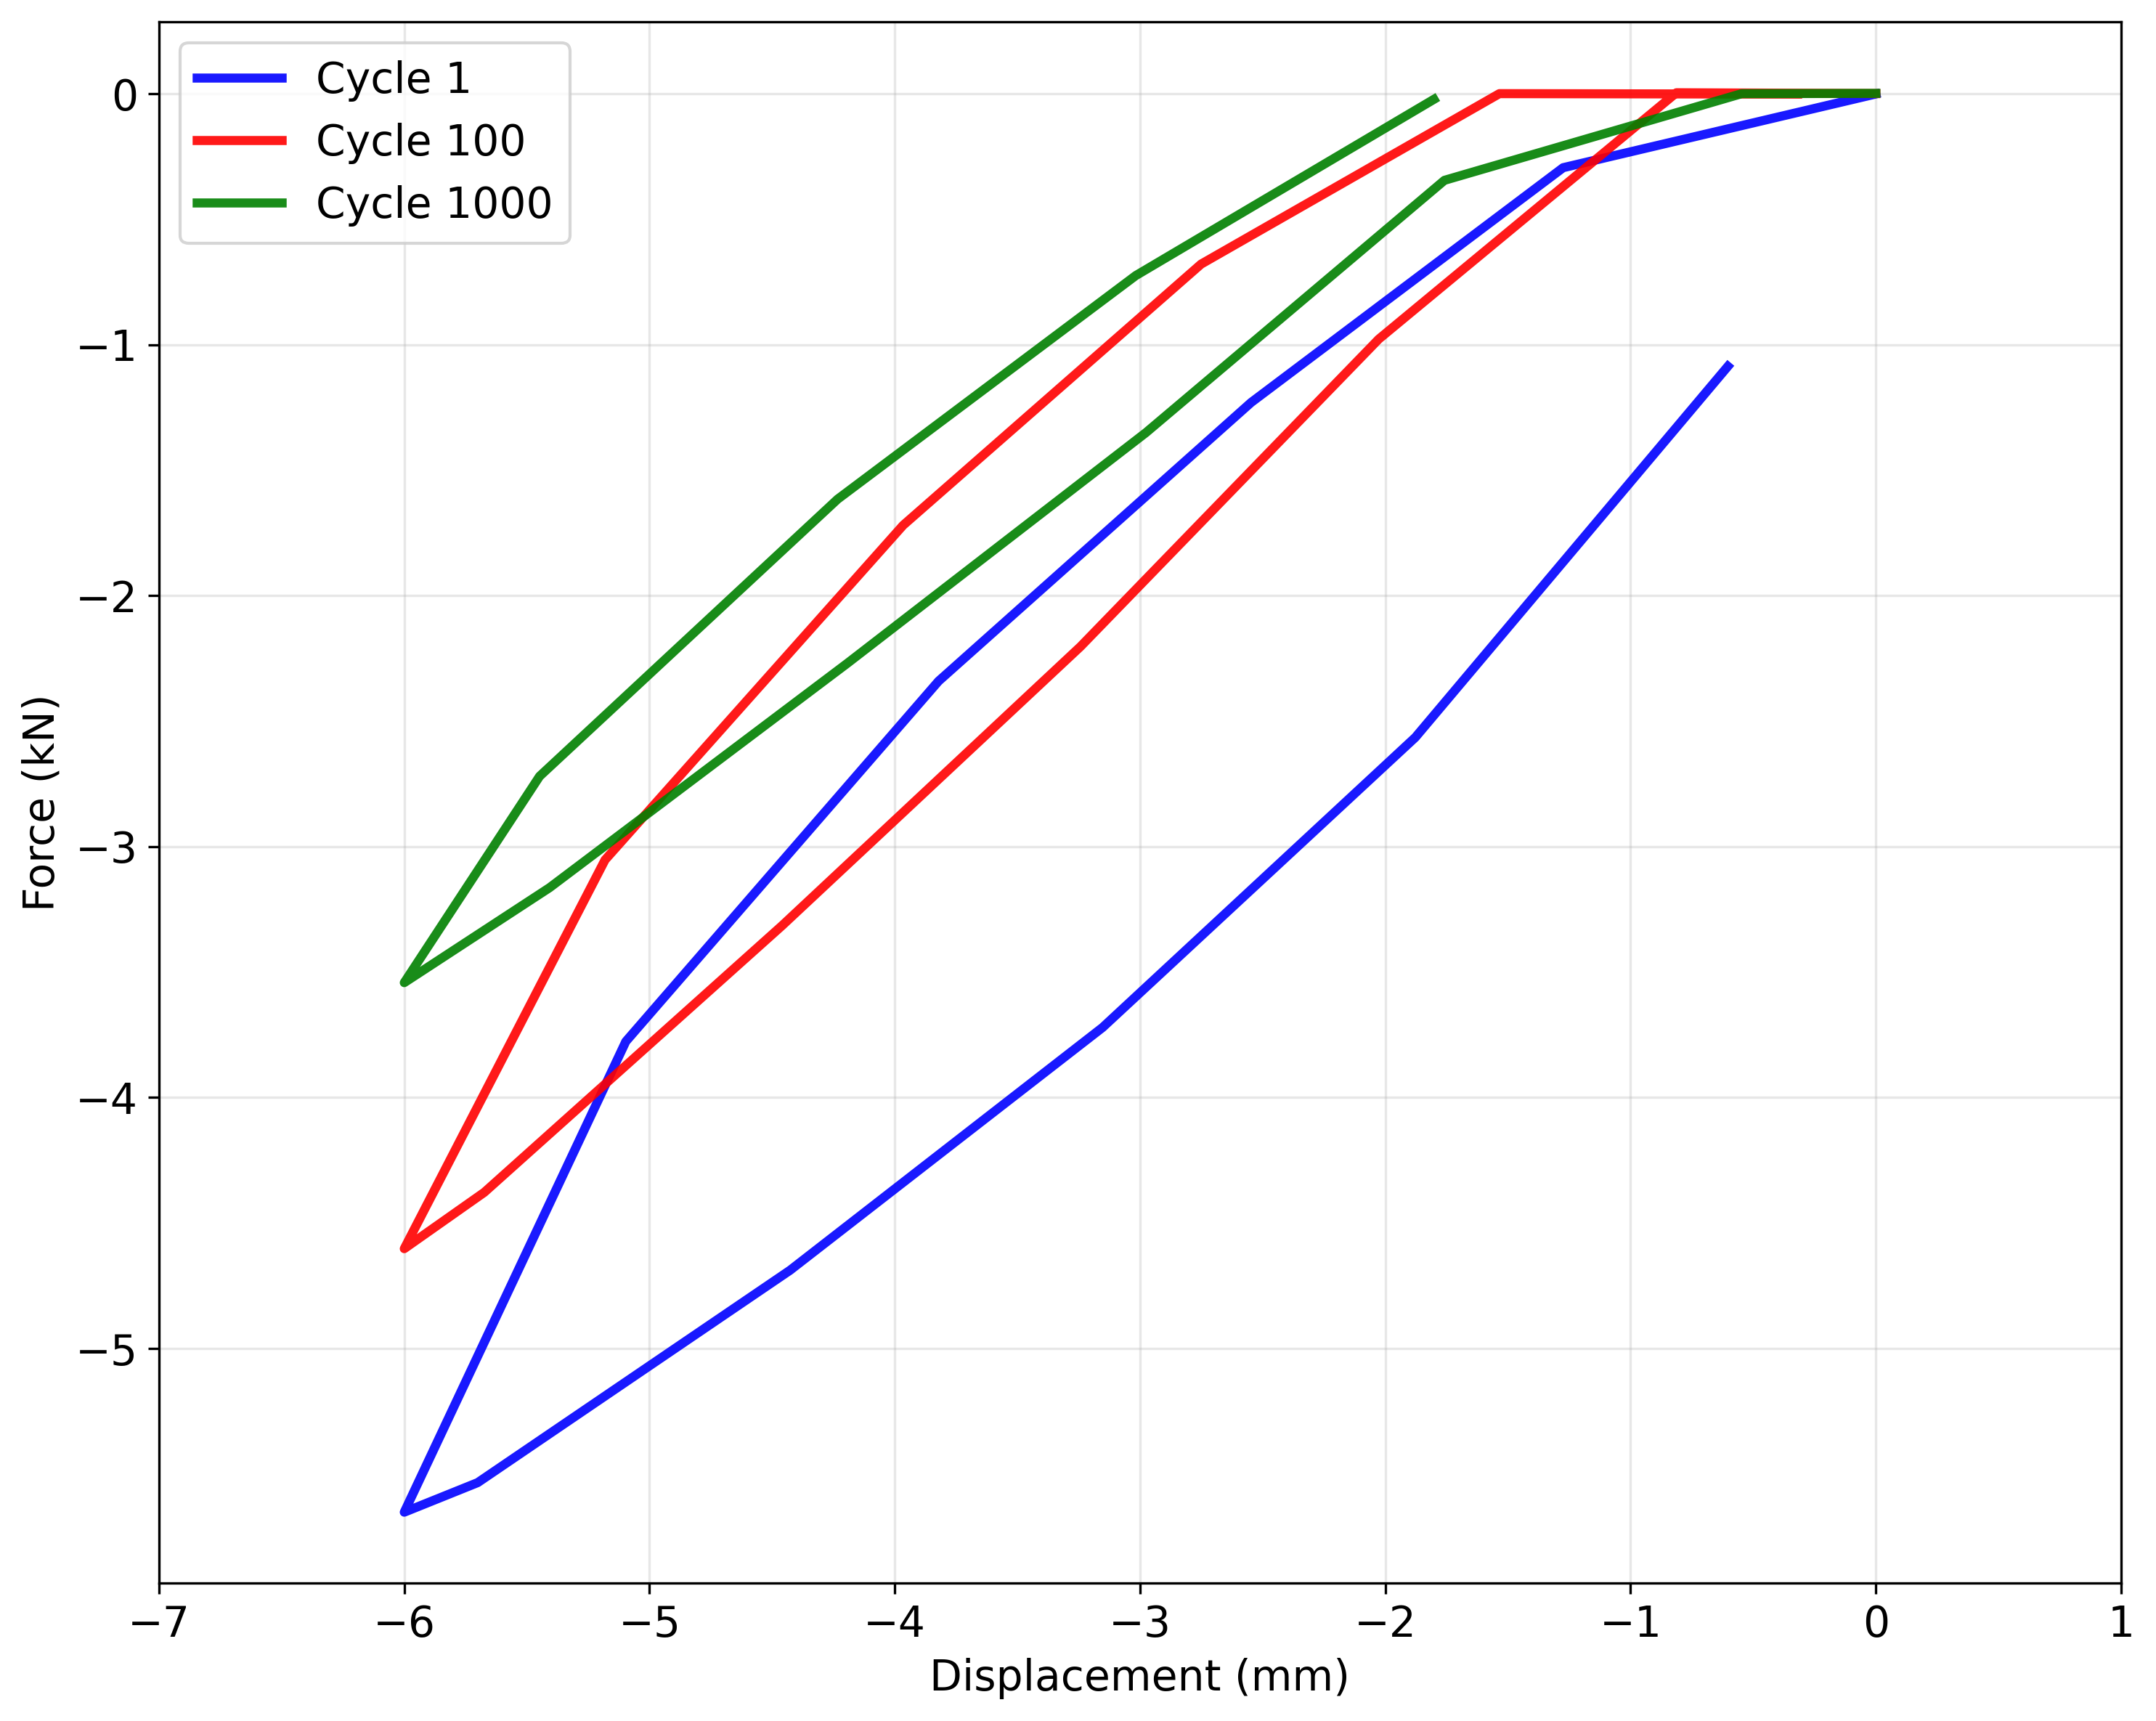 Cycle 1
Cycle 100
Cycle 1000
0
−1
−2
−3
−4
−5
Force (kN)
−7 −6 −5 −4 −3 −2 −1 0 1
Displacement (mm)